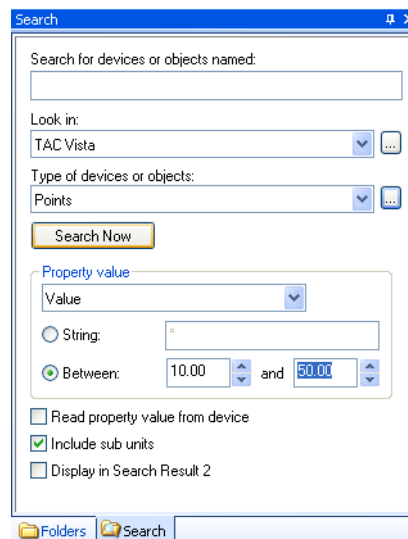 Search
Search for devices or objects named:
Look in:
TAC Vista
...
Type of devices or objects:
Points
...
Search Now
Property value
Value
String: *
Between: 10.00 and 50.00
Read property value from device
Include sub units
Display in Search Result 2
Folders Search